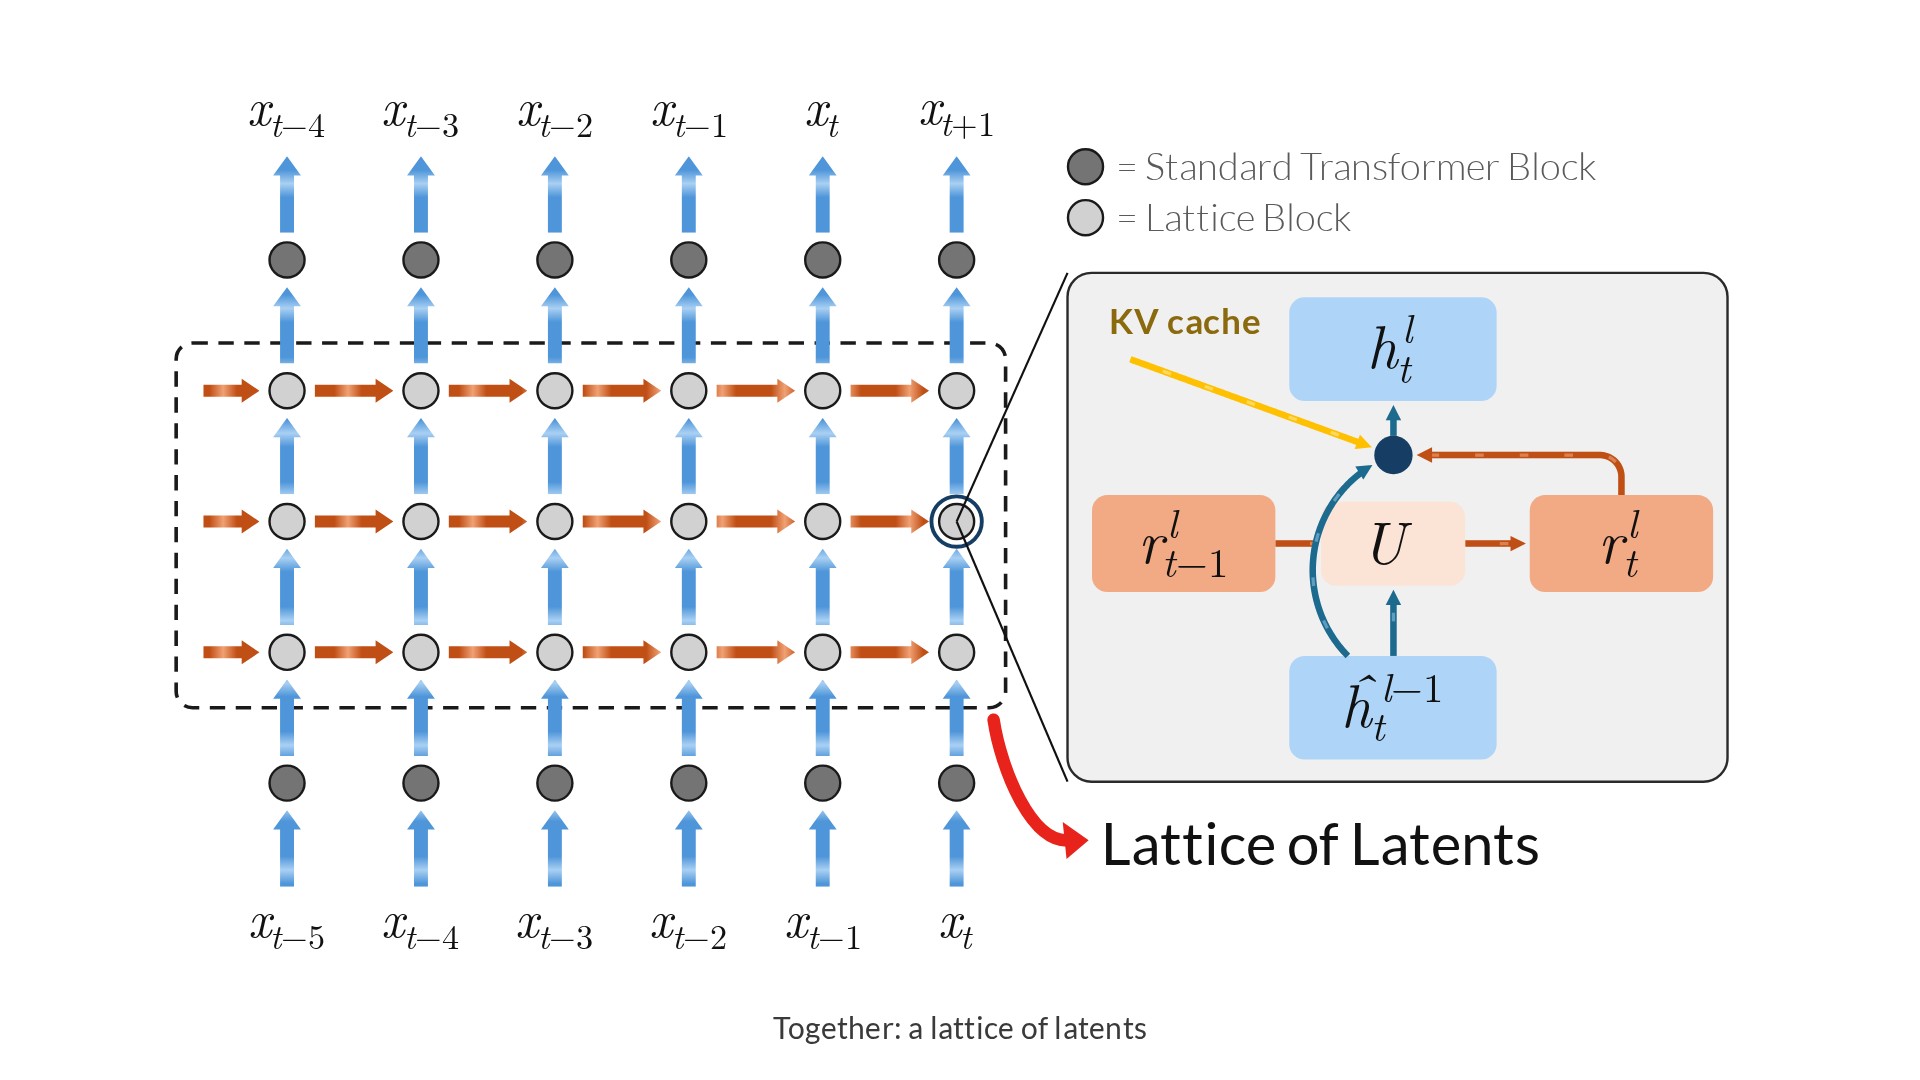 x_{t-4} x_{t-3} x_{t-2} x_{t-1} x_t x_{t+1}
= Standard Transformer Block
= Lattice Block
KV cache
h_t^l
r_{t-1}^l U r_t^l
\hat{h}_t^{l-1}
Lattice of Latents
x_{t-5} x_{t-4} x_{t-3} x_{t-2} x_{t-1} x_t
Together: a lattice of latents